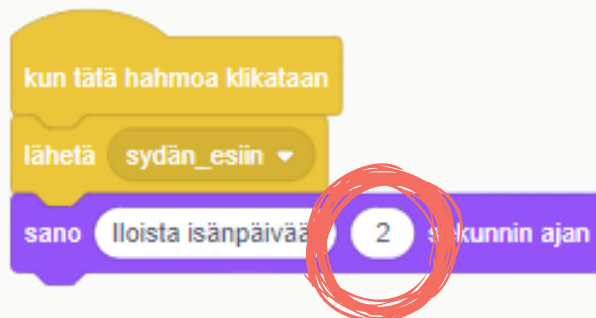 kun tätä hahmoa klikataan
lähetä sydän_esiin
sano Iloista isänpäivää 2 sekunnin ajan